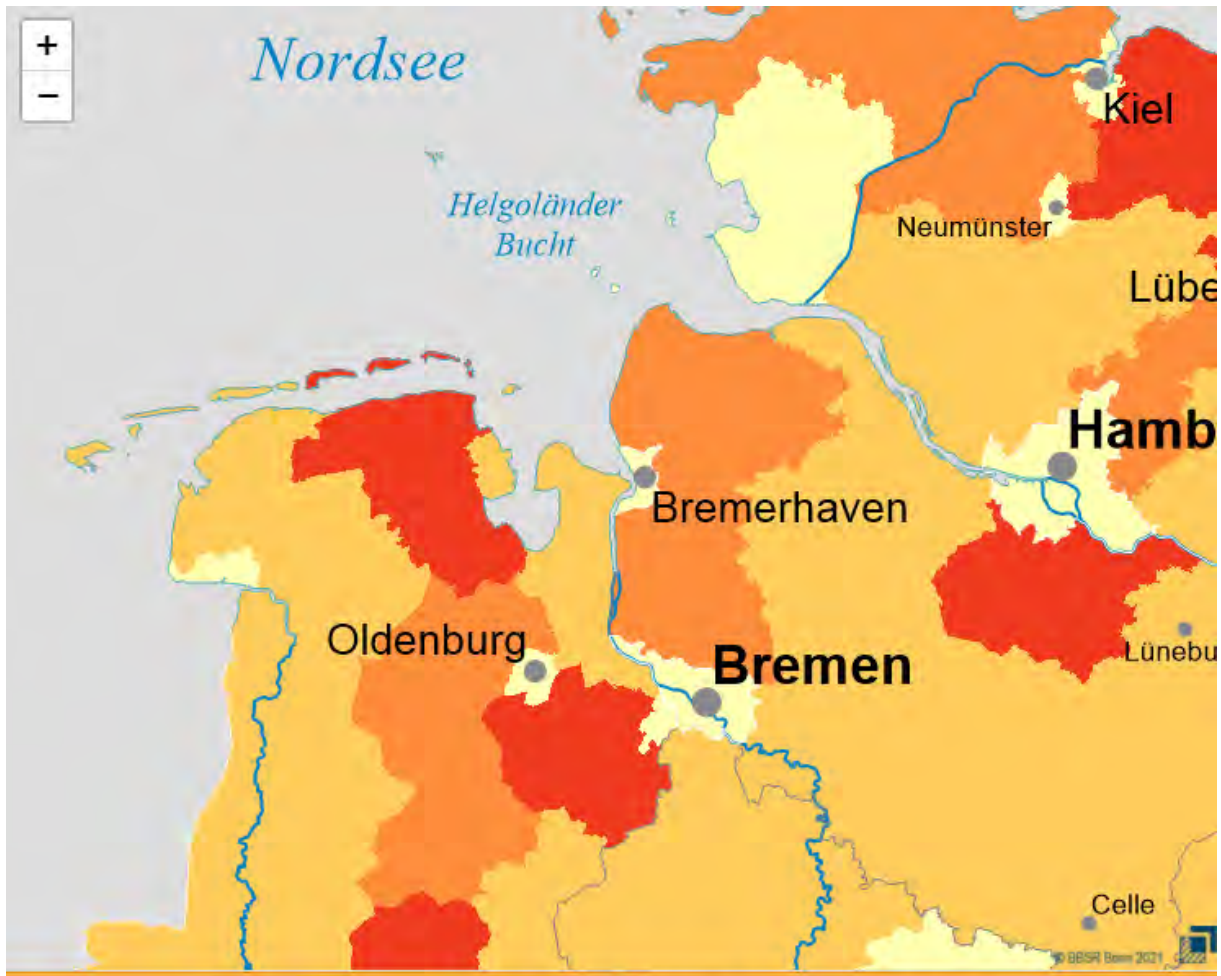 +
−
Nordsee
Kiel
Helgoländer
Bucht
Neumünster
Lübe
Hamb
Bremerhaven
Oldenburg
Bremen
Lünebu
Celle
© BBSR Bonn 2021